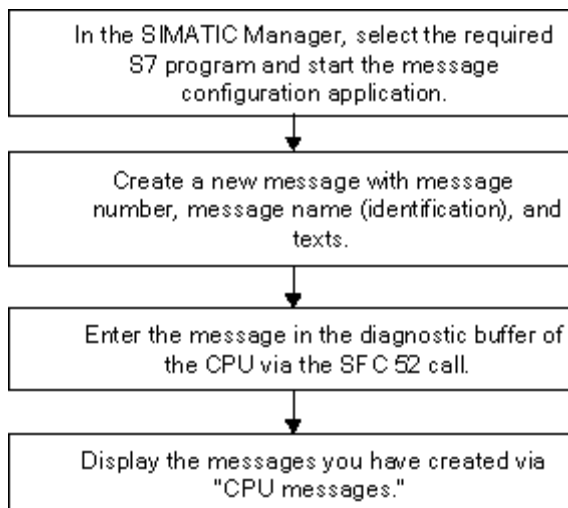 In the SIMATIC Manager, select the required
S7 program and start the message
configuration application.
Create a new message with message
number, message name (identification), and
texts.
Enter the message in the diagnostic buffer of
the CPU via the SFC 52 call.
Display the messages you have created via
"CPU messages."